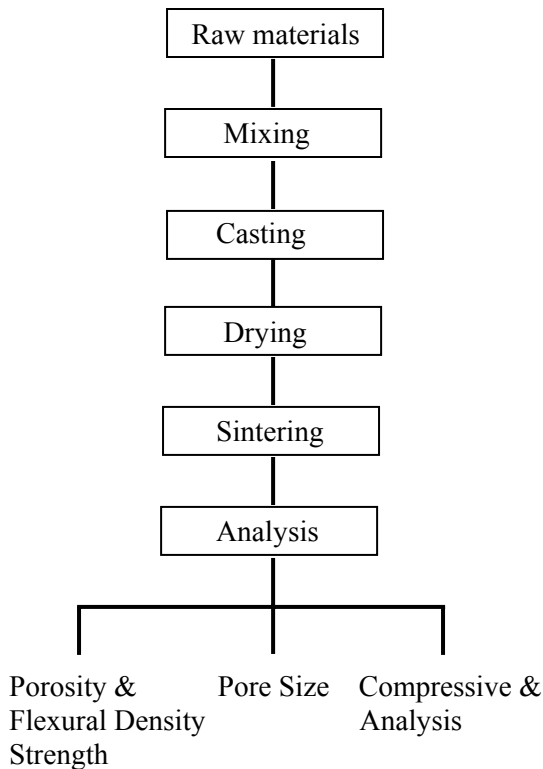 Raw materials
Mixing
Casting
Drying
Sintering
Analysis
Porosity &
Flexural Density
Strength
Pore Size
Compressive &
Analysis